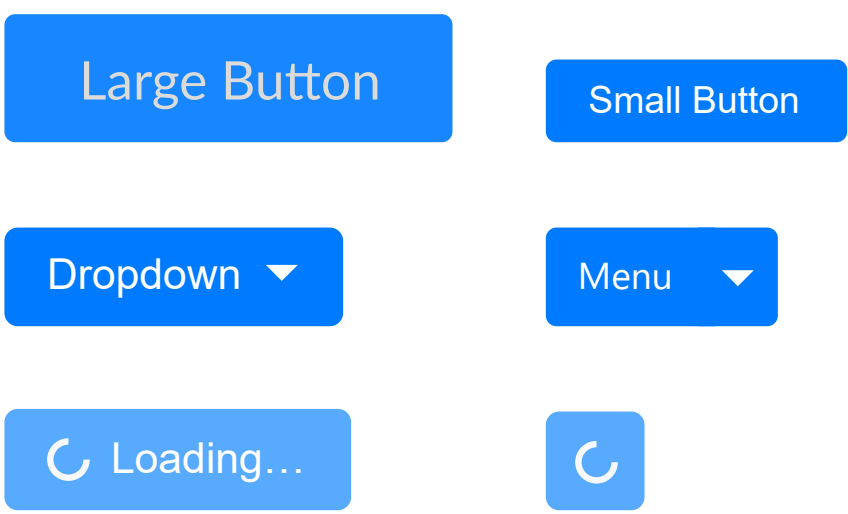 Large Button
Small Button
Dropdown
Menu
Loading...